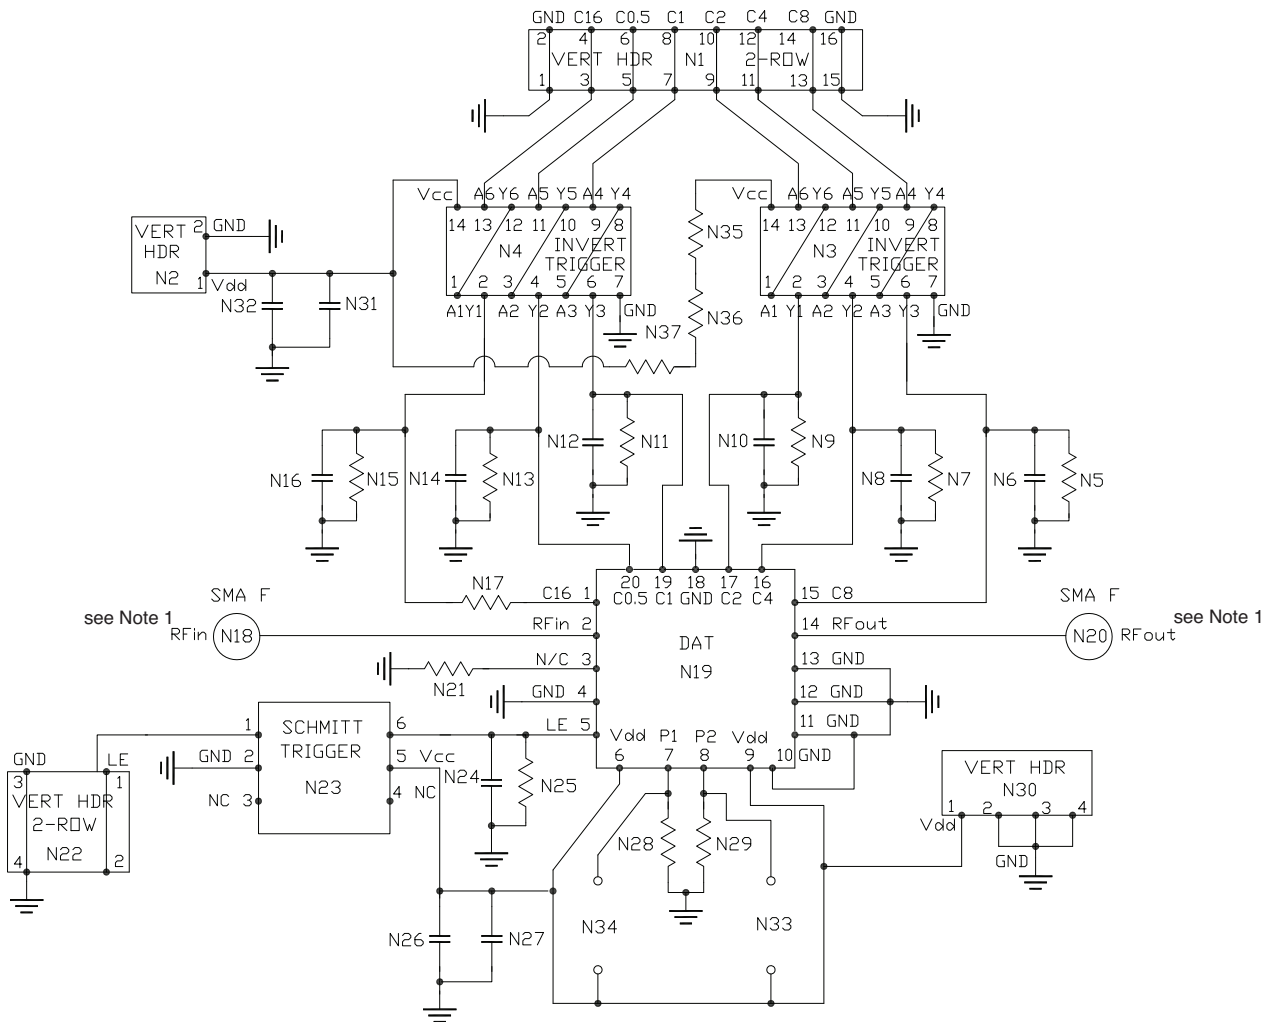 GND C16 C0.5 C1 C2 C4 C8 GND
2 4 6 8 10 12 14 16
VERT HDR N1 2-ROW
1 3 5 7 9 11 13 15
Vcc A6 Y6 A5 Y5 A4 Y4
14 13 12 11 10 9 8
N4 INVERT
TRIGGER
1 2 3 4 5 6 7
A1 Y1 A2 Y2 A3 Y3 GND
Vcc A6 Y6 A5 Y5 A4 Y4
14 13 12 11 10 9 8
N3 INVERT
TRIGGER
1 2 3 4 5 6 7
A1 Y1 A2 Y2 A3 Y3 GND
VERT 2 GND
HDR
N2 1 Vdd
N32 N31
N35
N36
N37
N16 N15 N14 N13 N12 N11 N10 N9 N8 N7 N6 N5
20 19 18 17 16
C0.5 C1 GND C2 C4
N17 C16 1
15 C8
SMA F
see Note 1 RFin N18
RFin 2
14 RFout
SMA F
N20 RFout see Note 1
DAT
N19
N21 N/C 3
13 GND
GND 4
12 GND
LE 5
11 GND
Vdd P1 P2 Vdd
6 7 8 9 10 GND
1 SCHMITT 6
TRIGGER
GND 2 5 Vcc
N23
NC 3 4 NC
N24 N25
GND LE
3 1
VERT HDR
2-ROW
N22
4 2
N28 N29
VERT HDR
N30
1 2 3 4
Vdd
GND
N26 N27
N34 N33